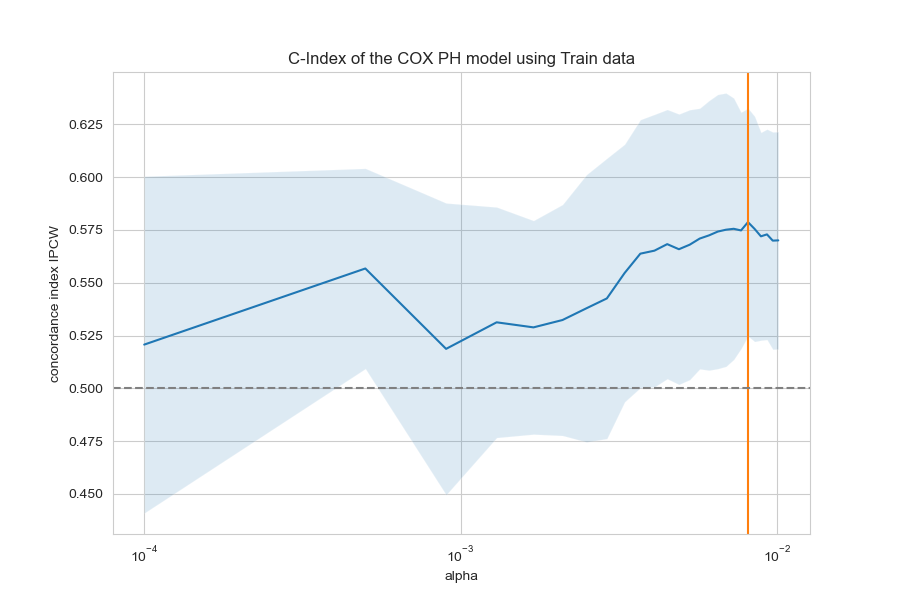 C-Index of the COX PH model using Train data
concordance index IPCW
0.625
0.600
0.575
0.550
0.525
0.500
0.475
0.450
10⁻⁴ 10⁻³ 10⁻²
alpha